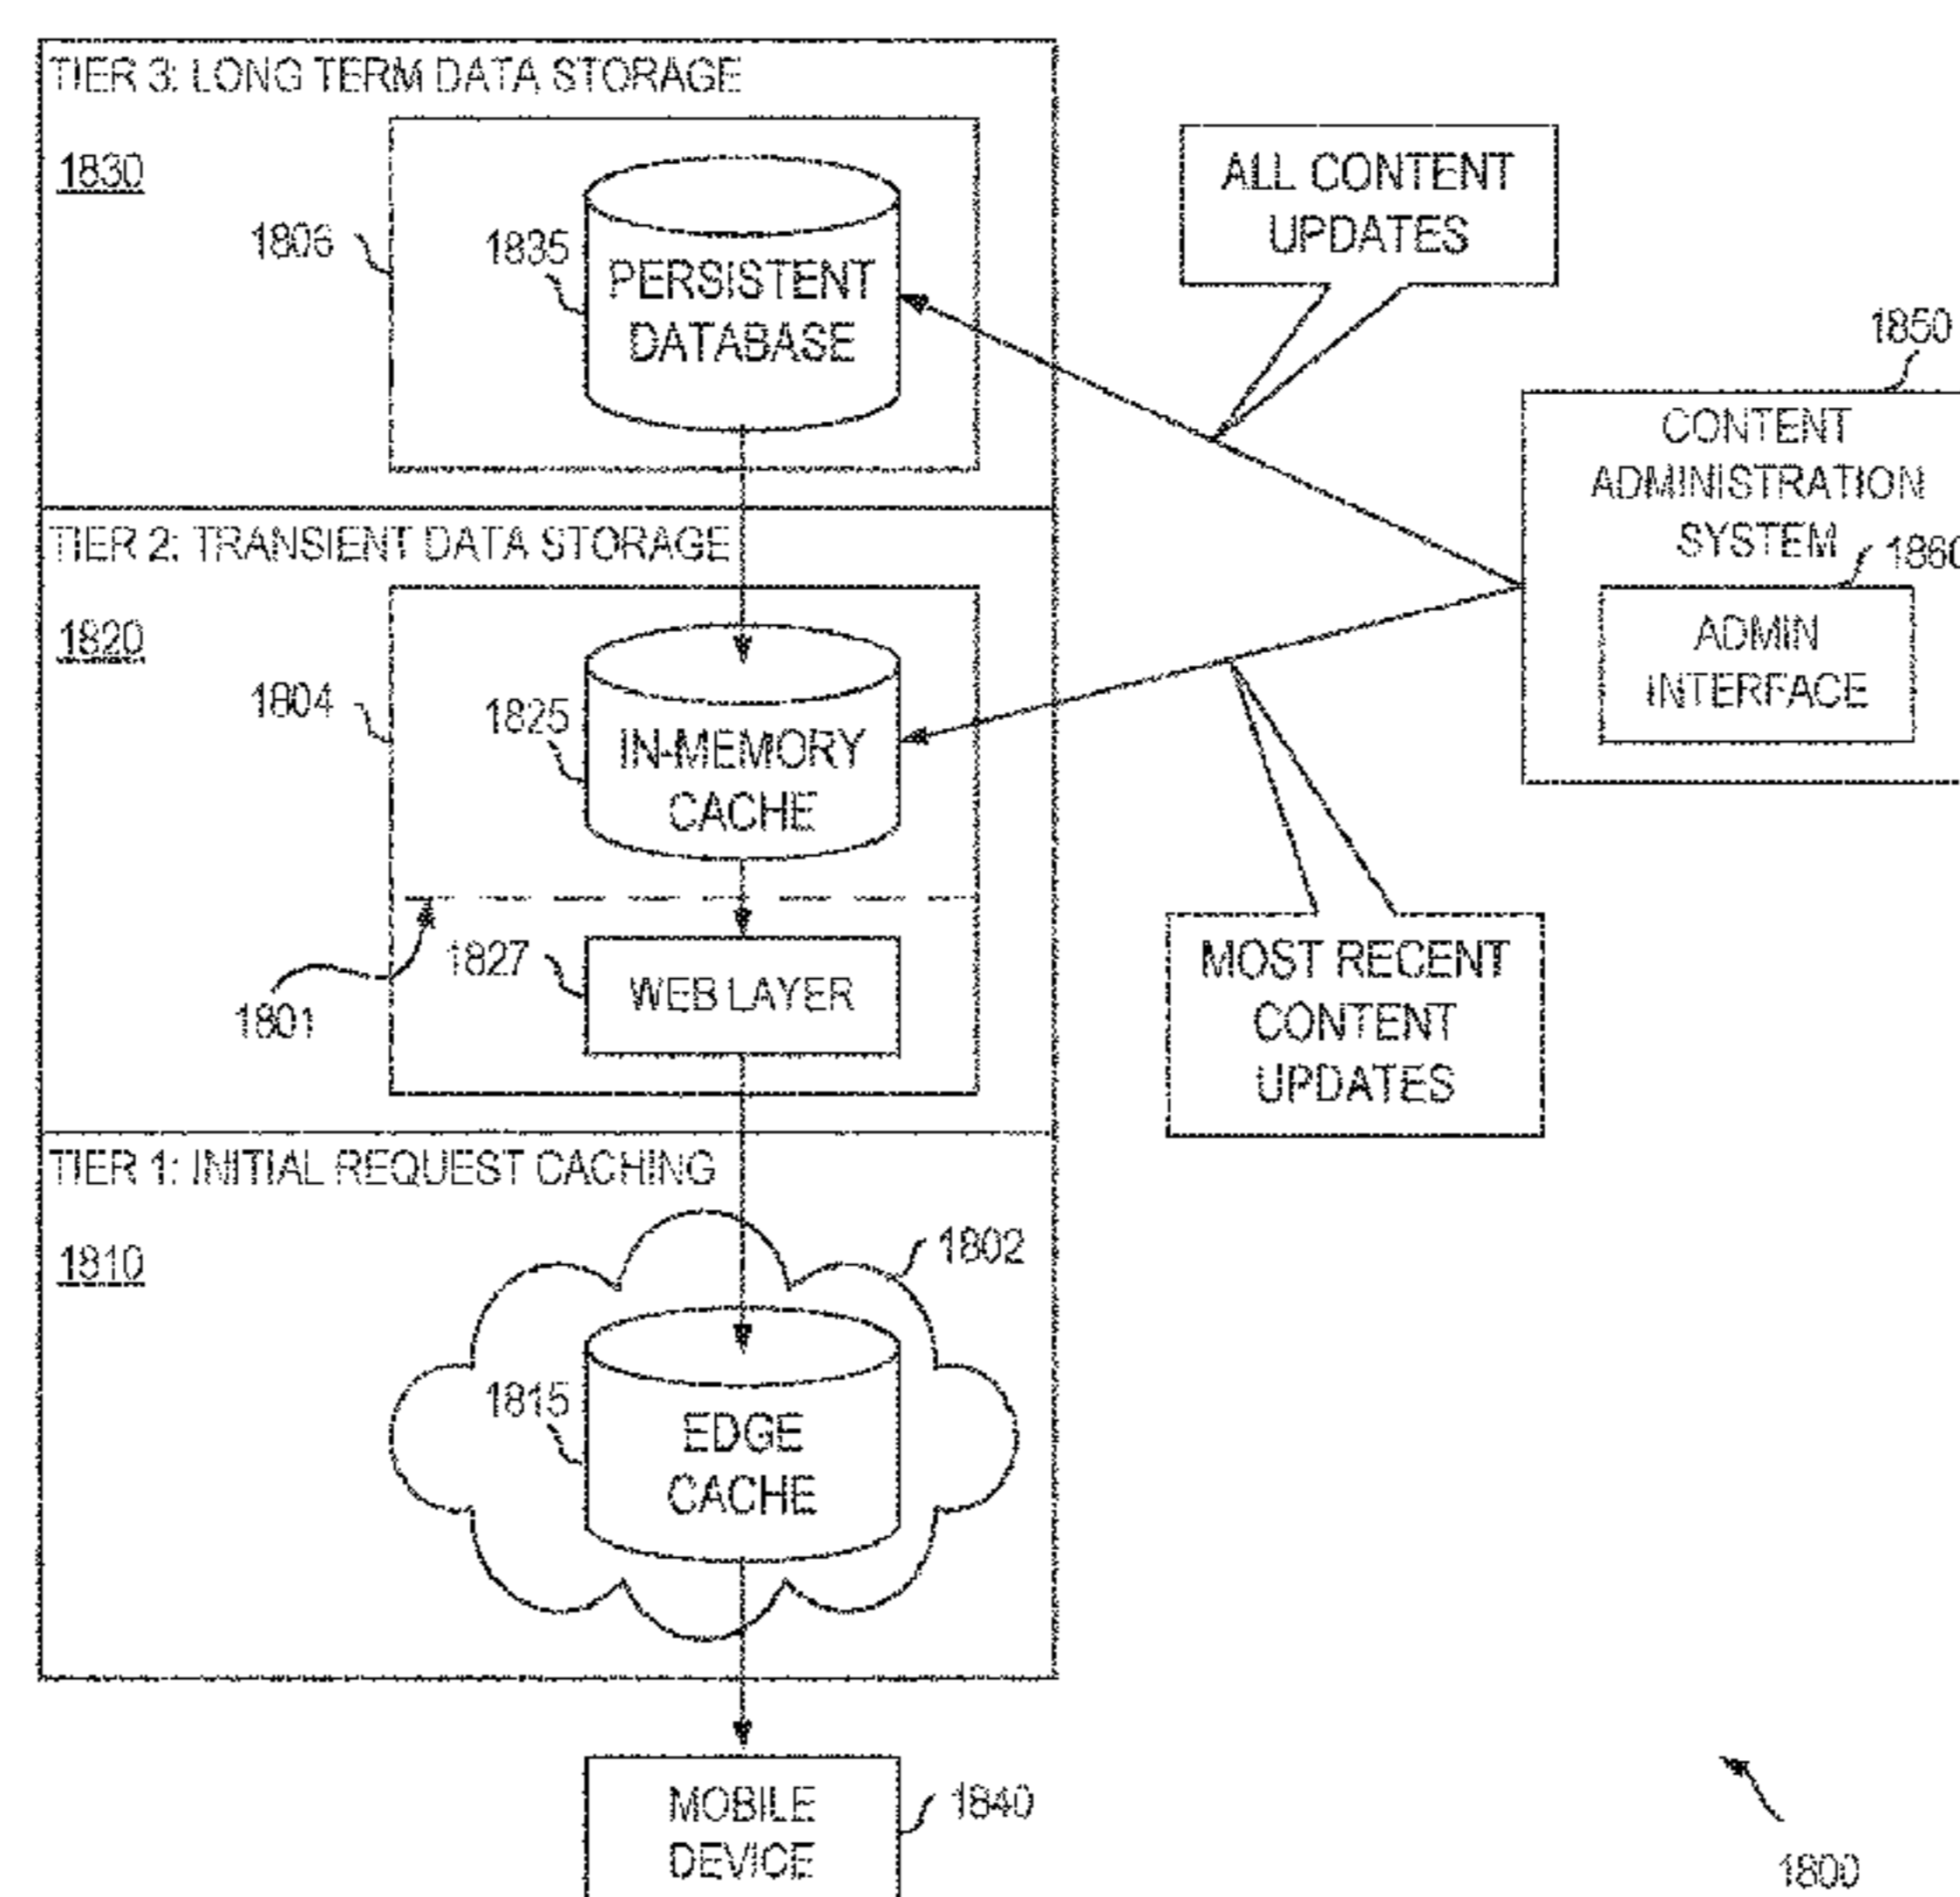 TIER 3: LONG TERM DATA STORAGE
1830
1806
1835
PERSISTENT
DATABASE
ALL CONTENT
UPDATES
1850
CONTENT
ADMINISTRATION
SYSTEM
1860
ADMIN
INTERFACE
TIER 2: TRANSIENT DATA STORAGE
1820
1804
1825
IN-MEMORY
CACHE
1801
1827
WEB LAYER
MOST RECENT
CONTENT
UPDATES
TIER 1: INITIAL REQUEST CACHING
1810
1802
1815
EDGE
CACHE
MOBILE
DEVICE
1840
1800